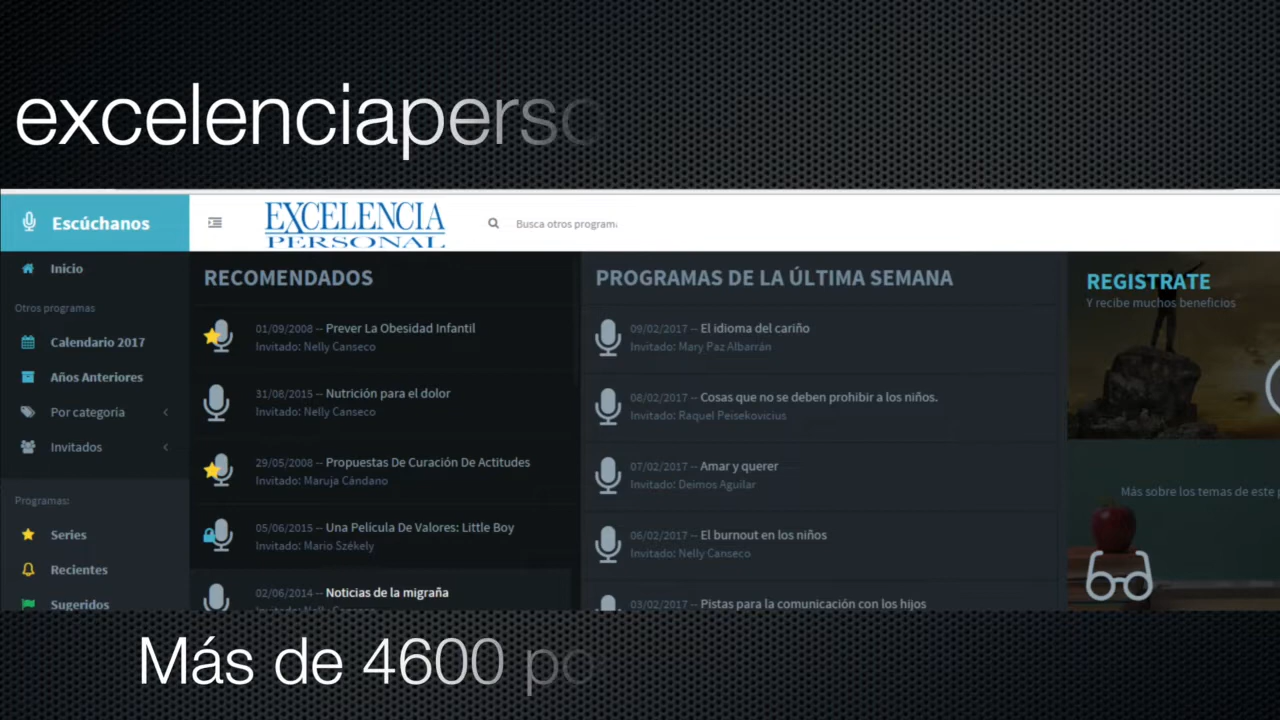 excelenciaperso
Escúchanos
EXCELENCIA
PERSONAL
Busca otros programa
Inicio
Otros programas
Calendario 2017
Años Anteriores
Por categoría
Invitados
Programas:
Series
Recientes
Sugeridos
RECOMENDADOS
01/09/2008 -- Prever La Obesidad Infantil
Invitado: Nelly Canseco
31/08/2015 -- Nutrición para el dolor
Invitado: Nelly Canseco
29/05/2008 -- Propuestas De Curación De Actitudes
Invitado: Maruja Cándano
05/06/2015 -- Una Película De Valores: Little Boy
Invitado: Mario Székely
02/06/2014 -- Noticias de la migraña
Invitado: Nelly Canseco
PROGRAMAS DE LA ÚLTIMA SEMANA
09/02/2017 -- El idioma del cariño
Invitado: Mary Paz Albarrán
08/02/2017 -- Cosas que no se deben prohibir a los niños.
Invitado: Raquel Peisekovicius
07/02/2017 -- Amar y querer
Invitado: Deimos Aguilar
06/02/2017 -- El burnout en los niños
Invitado: Nelly Canseco
03/02/2017 -- Pistas para la comunicación con los hijos
REGISTRATE
Y recibe muchos beneficios
Más sobre los temas de este p
Más de 4600 po